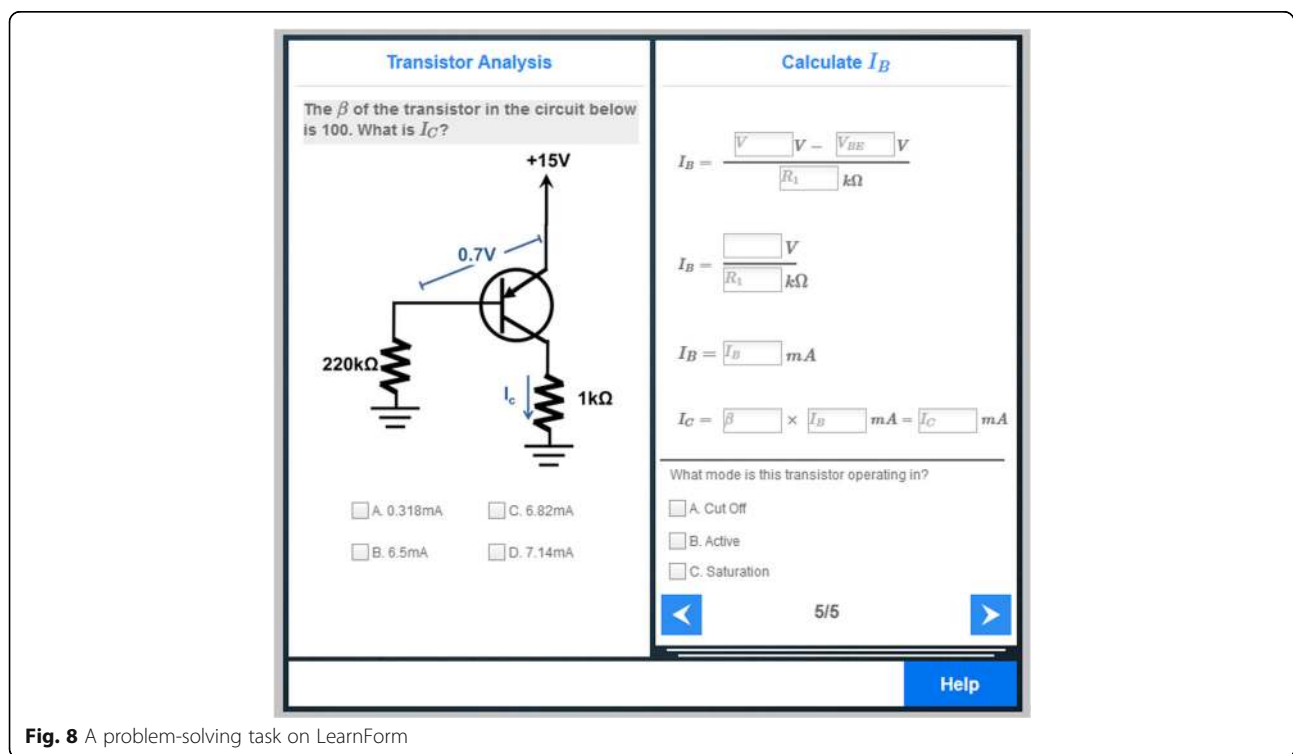 Transistor Analysis
The β of the transistor in the circuit below
is 100. What is I_C?
+15V
0.7V
220kΩ
I_c
1kΩ
A. 0.318mA
C. 6.82mA
B. 6.5mA
D. 7.14mA
Calculate I_B
V V − V_BE V
I_B =
R_1 kΩ
V
I_B =
R_1 kΩ
I_B = I_B mA
I_C = β × I_B mA = I_C mA
What mode is this transistor operating in?
A. Cut Off
B. Active
C. Saturation
< 5/5 >
Help
Fig. 8 A problem-solving task on LearnForm